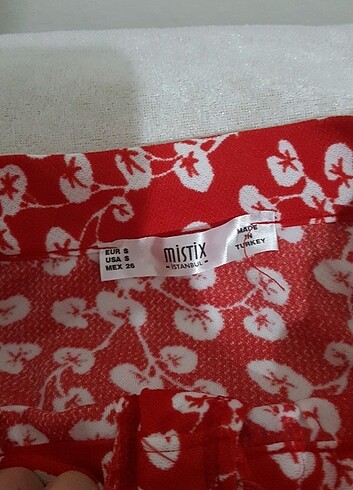 EUR S
USA S
MEX 26
mistix
- ISTANBUL -
MADE
IN
TURKEY